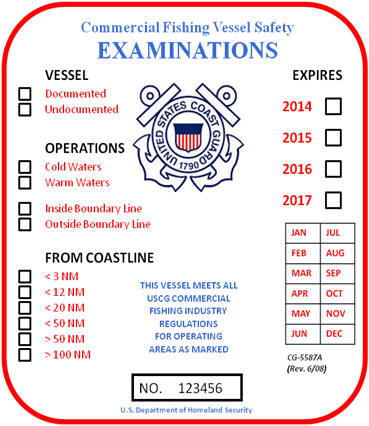 Commercial Fishing Vessel Safety
EXAMINATIONS
VESSEL
Documented
Undocumented
OPERATIONS
Cold Waters
Warm Waters
Inside Boundary Line
Outside Boundary Line
FROM COASTLINE
< 3 NM
< 12 NM
< 20 NM
< 50 NM
> 50 NM
> 100 NM
UNITED STATES COAST GUARD
1790
THIS VESSEL MEETS ALL
USCG COMMERCIAL
FISHING INDUSTRY
REGULATIONS
FOR OPERATING
AREAS AS MARKED
EXPIRES
2014
2015
2016
2017
JAN JUL
FEB AUG
MAR SEP
APR OCT
MAY NOV
JUN DEC
CG-5587A
(Rev. 6/08)
NO. 123456
U.S. Department of Homeland Security